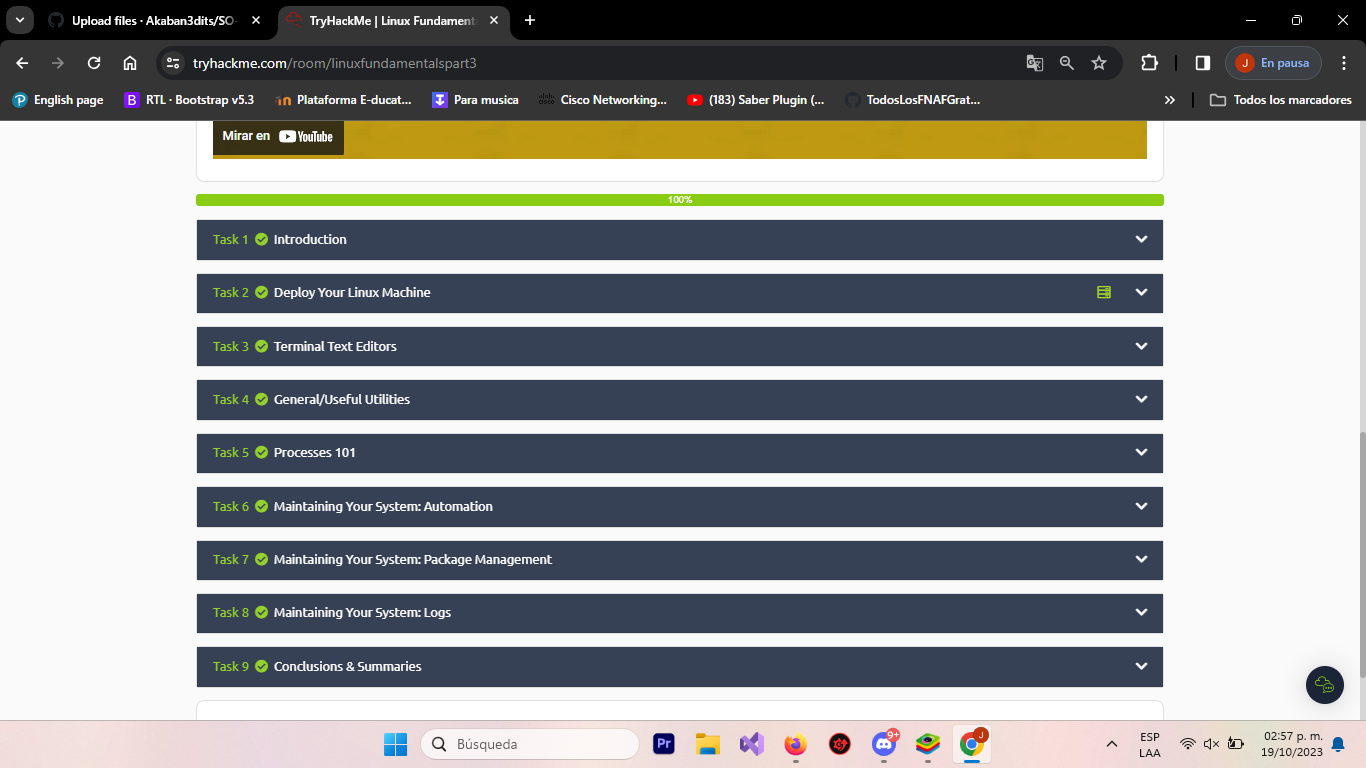 Upload files · Akaban3dits/SO-
TryHackMe | Linux Fundament
tryhackme.com/room/linuxfundamentalspart3
J En pausa
English page
B RTL · Bootstrap v5.3
Plataforma E-ducat...
Para musica
Cisco Networking...
(183) Saber Plugin (...
TodosLosFNAFGrat...
»
Todos los marcadores
Mirar en YouTube
100%
Task 1 Introduction
Task 2 Deploy Your Linux Machine
Task 3 Terminal Text Editors
Task 4 General/Useful Utilities
Task 5 Processes 101
Task 6 Maintaining Your System: Automation
Task 7 Maintaining Your System: Package Management
Task 8 Maintaining Your System: Logs
Task 9 Conclusions & Summaries
Búsqueda
Pr
9+
J
ESP
LAA
02:57 p. m.
19/10/2023